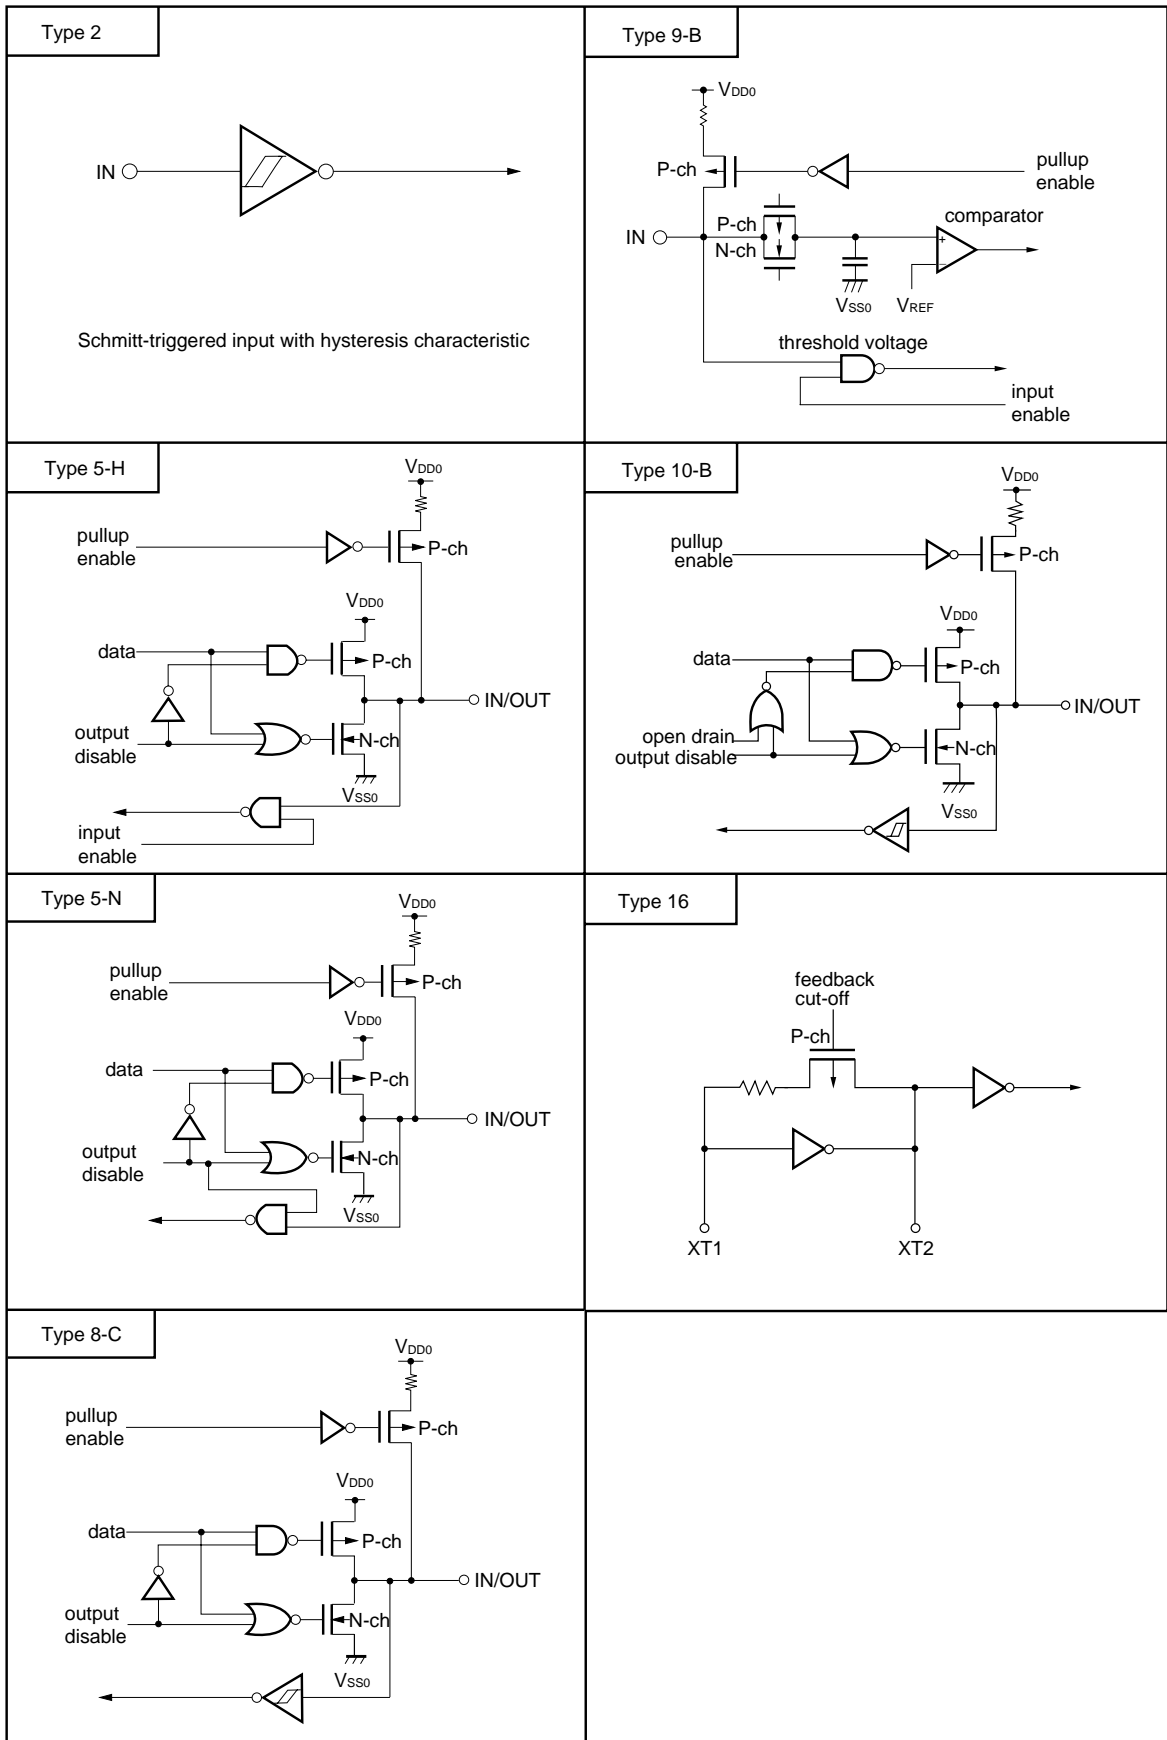 Type 2
IN
Schmitt-triggered input with hysteresis characteristic
Type 9-B
VDD0
P-ch
pullup
enable
IN
P-ch
N-ch
comparator
+
−
VSS0
VREF
threshold voltage
input
enable
Type 5-H
VDD0
pullup
enable
P-ch
VDD0
data
P-ch
IN/OUT
output
disable
N-ch
VSS0
input
enable
Type 10-B
VDD0
pullup
enable
P-ch
VDD0
data
P-ch
IN/OUT
open drain
output disable
N-ch
VSS0
Type 5-N
VDD0
pullup
enable
P-ch
VDD0
data
P-ch
IN/OUT
output
disable
N-ch
VSS0
Type 16
feedback
cut-off
P-ch
XT1
XT2
Type 8-C
VDD0
pullup
enable
P-ch
VDD0
data
P-ch
IN/OUT
output
disable
N-ch
VSS0